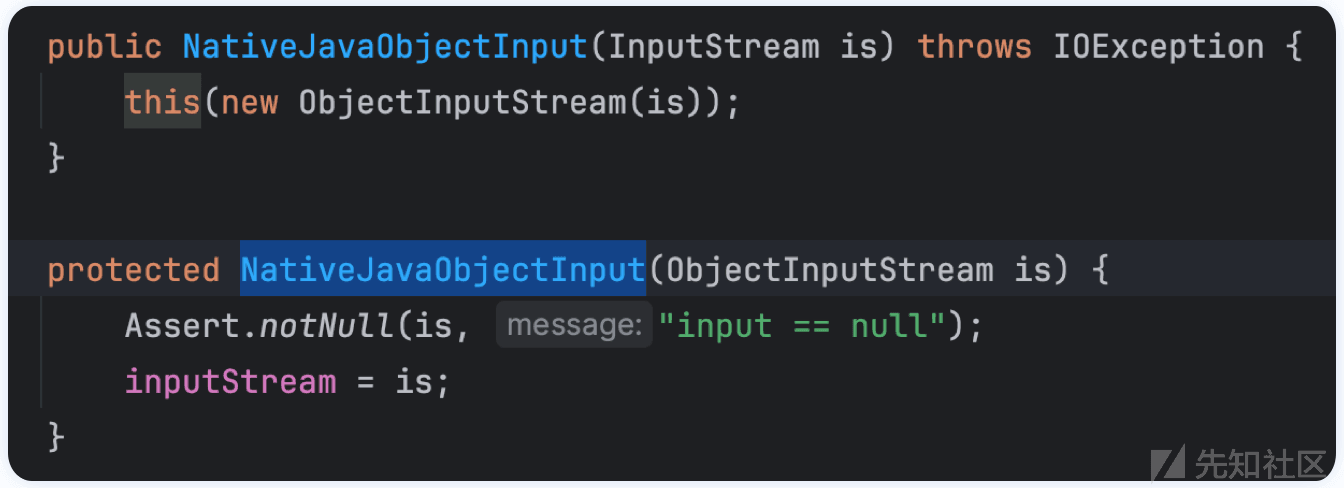 public NativeJavaObjectInput(InputStream is) throws IOException {
    this(new ObjectInputStream(is));
}
protected NativeJavaObjectInput(ObjectInputStream is) {
    Assert.notNull(is, message: "input == null");
    inputStream = is;
}
先知社区